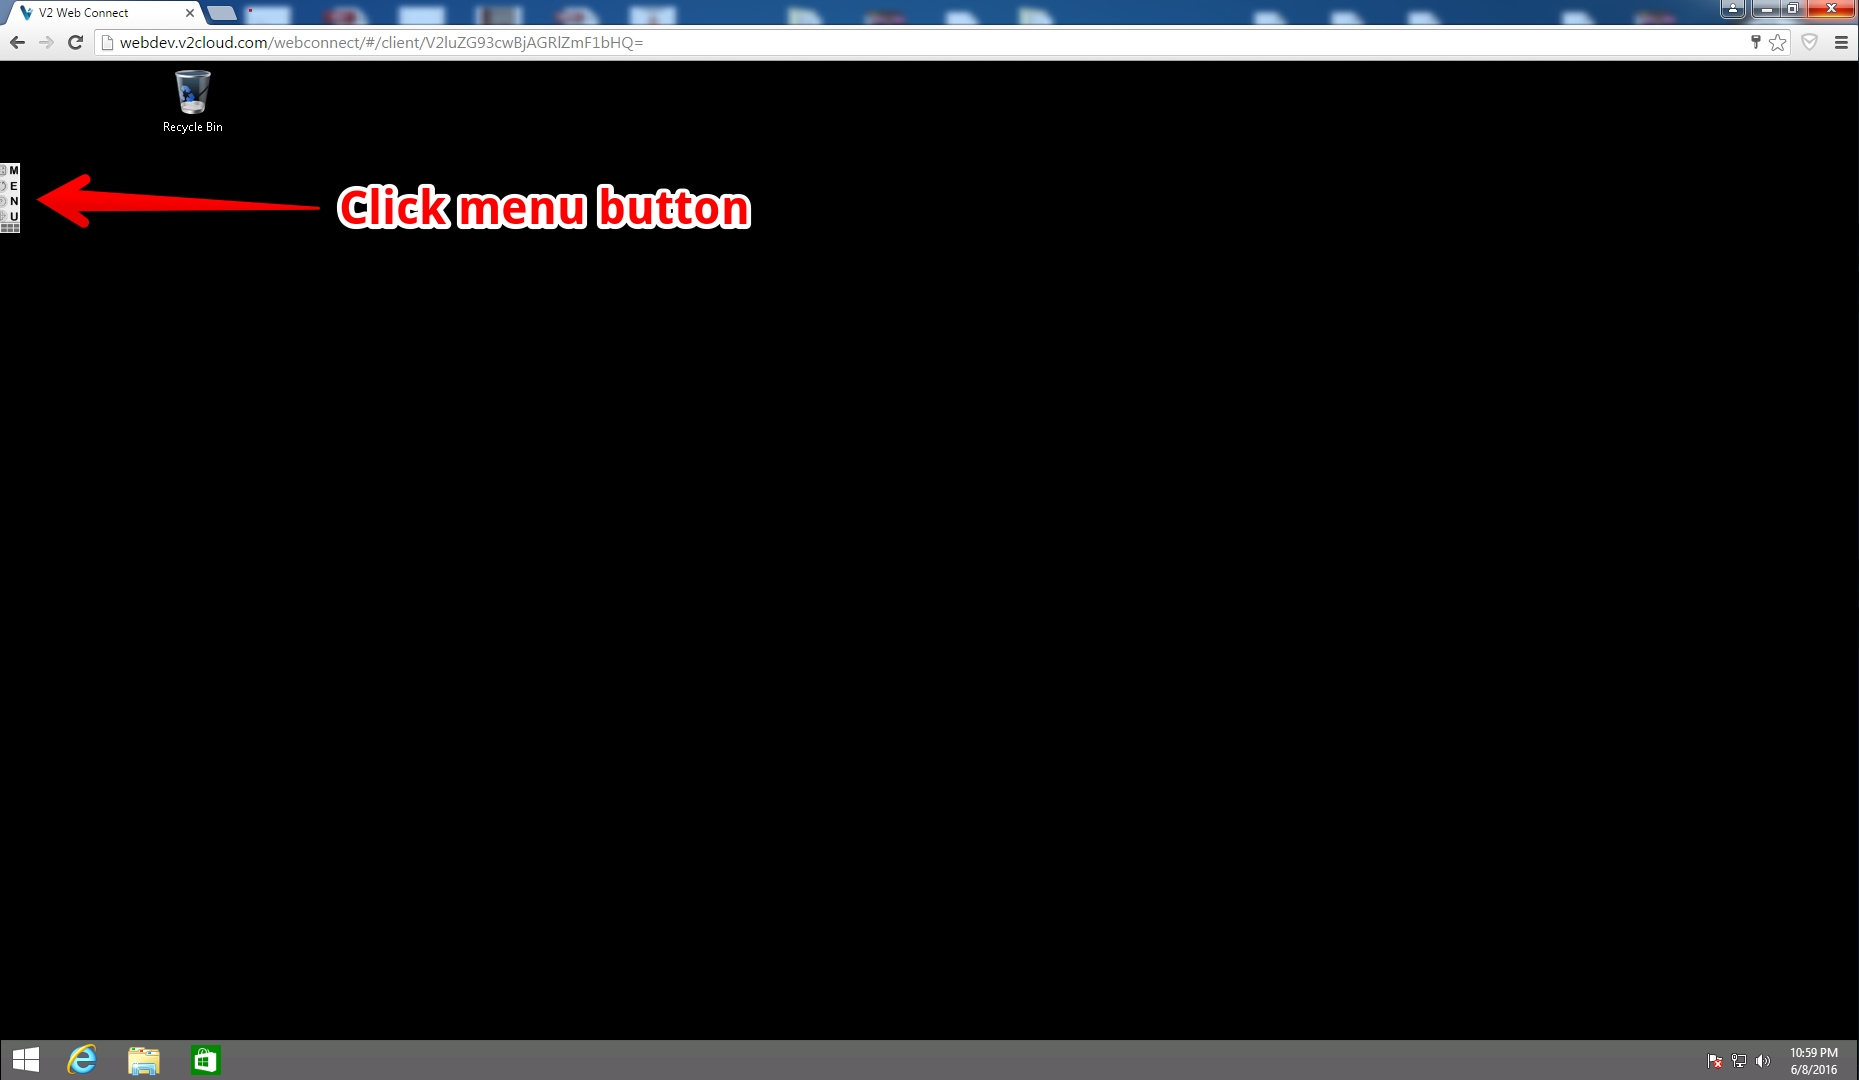 V2 Web Connect
webdev.v2cloud.com/webconnect/#/client/V2luZG93cwBjAGRlZmF1bHQ=
Recycle Bin
MENU
Click menu button
10:59 PM
6/8/2016